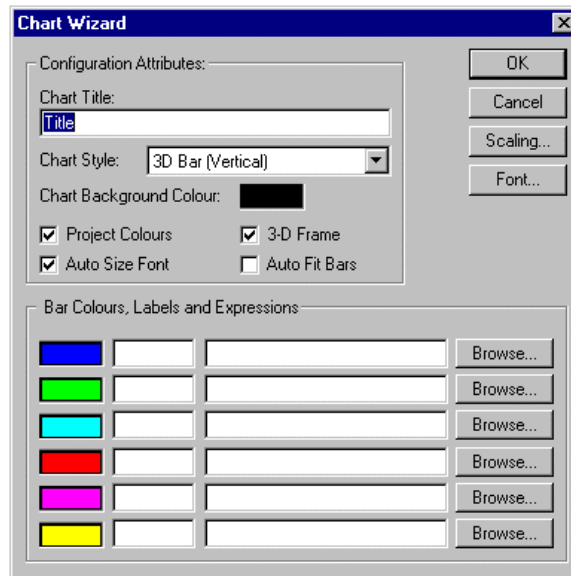 Chart Wizard
Configuration Attributes:
OK
Chart Title:
Cancel
Title
Scaling...
Chart Style: 3D Bar (Vertical)
Font...
Chart Background Colour:
Project Colours 3-D Frame
Auto Size Font Auto Fit Bars
Bar Colours, Labels and Expressions
Browse...
Browse...
Browse...
Browse...
Browse...
Browse...